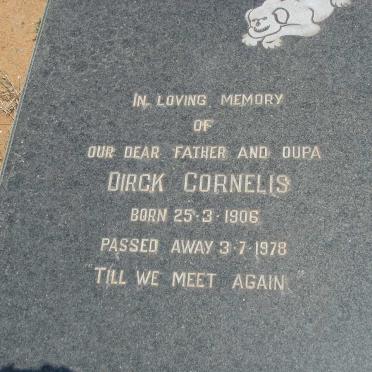 IN LOVING MEMORY
OF
OUR DEAR FATHER AND OUPA
DIRCK CORNELIS
BORN 25·3·1906
PASSED AWAY 3·7·1978
"TILL WE MEET AGAIN"